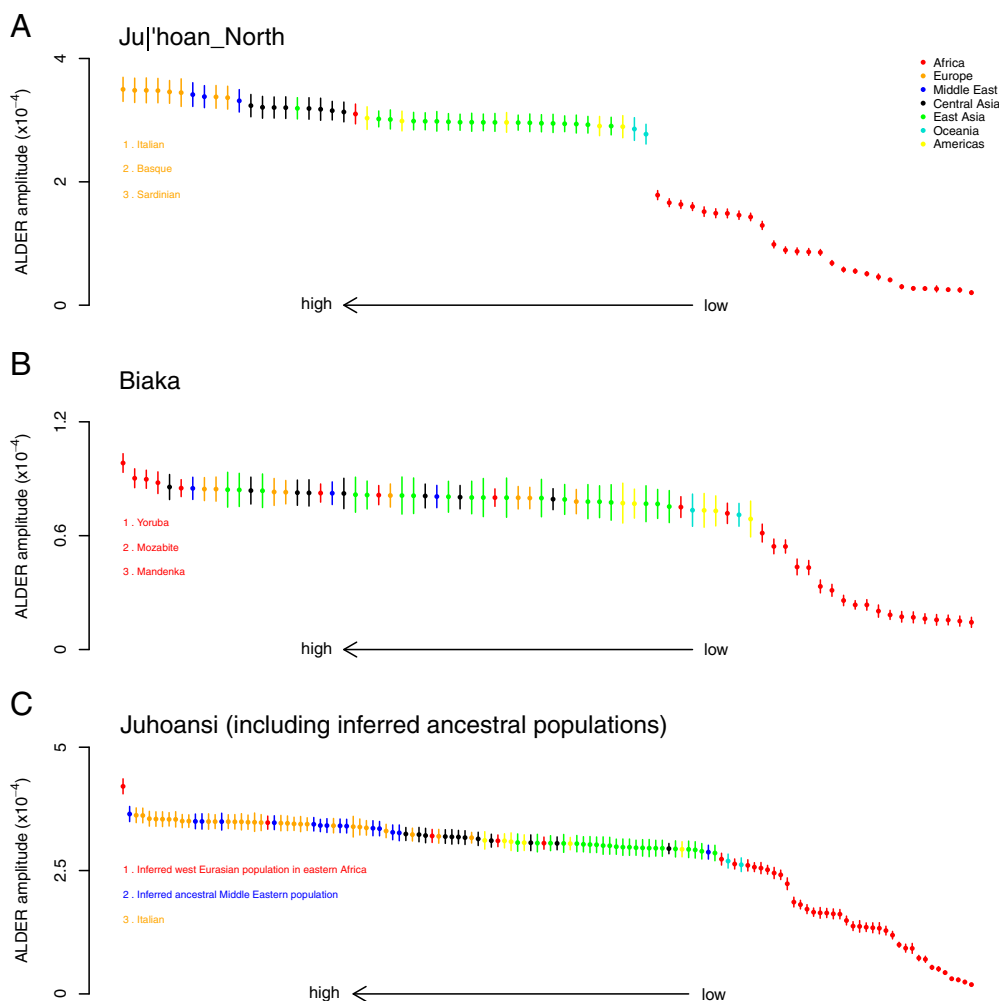 A
Ju|'hoan_North
ALDER amplitude (x10⁻⁴)
4
2
0
Africa
Europe
Middle East
Central Asia
East Asia
Oceania
Americas
1 . Italian
2 . Basque
3 . Sardinian
high
low
B
Biaka
ALDER amplitude (x10⁻⁴)
1.2
0.6
0
1 . Yoruba
2 . Mozabite
3 . Mandenka
high
low
C
Juhoansi (including inferred ancestral populations)
ALDER amplitude (x10⁻⁴)
5
2.5
0
1 . Inferred west Eurasian population in eastern Africa
2 . Inferred ancestral Middle Eastern population
3 . Italian
high
low